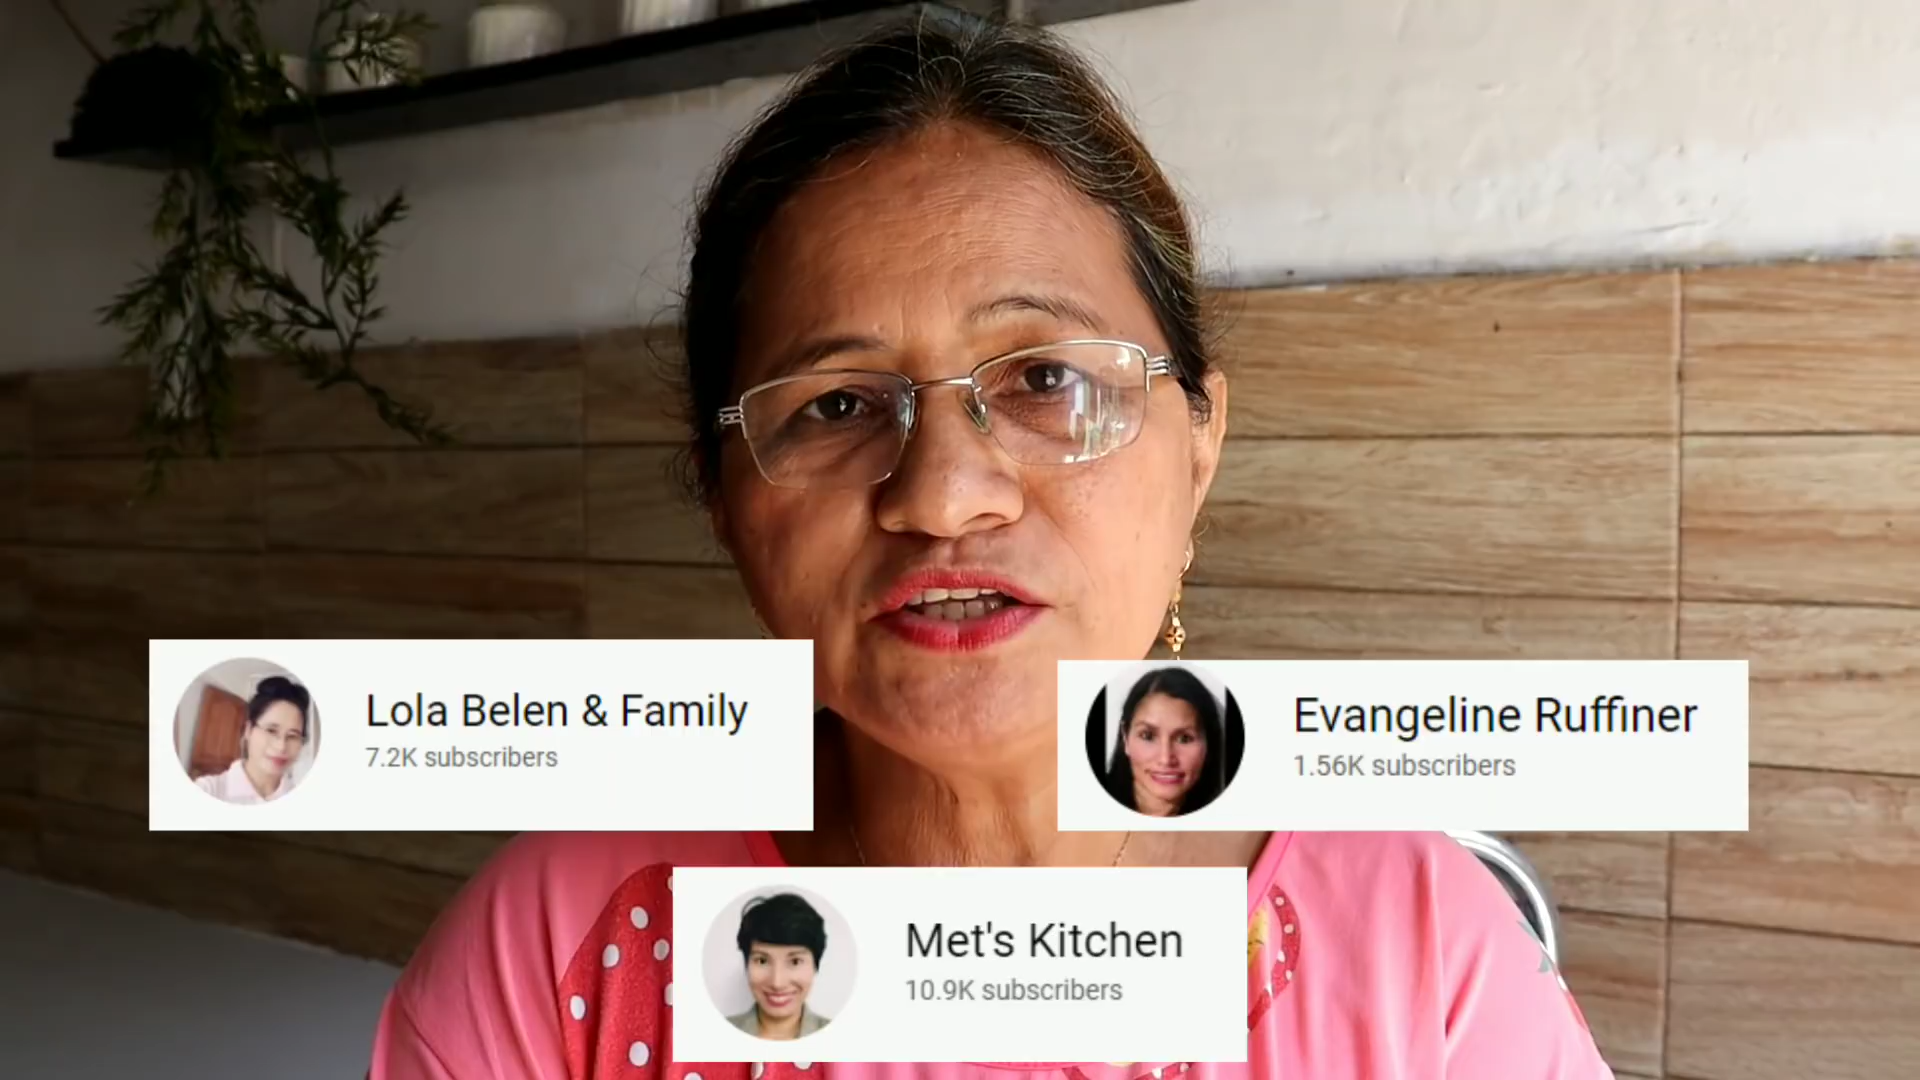 Lola Belen & Family
7.2K subscribers
Evangeline Ruffiner
1.56K subscribers
Met's Kitchen
10.9K subscribers